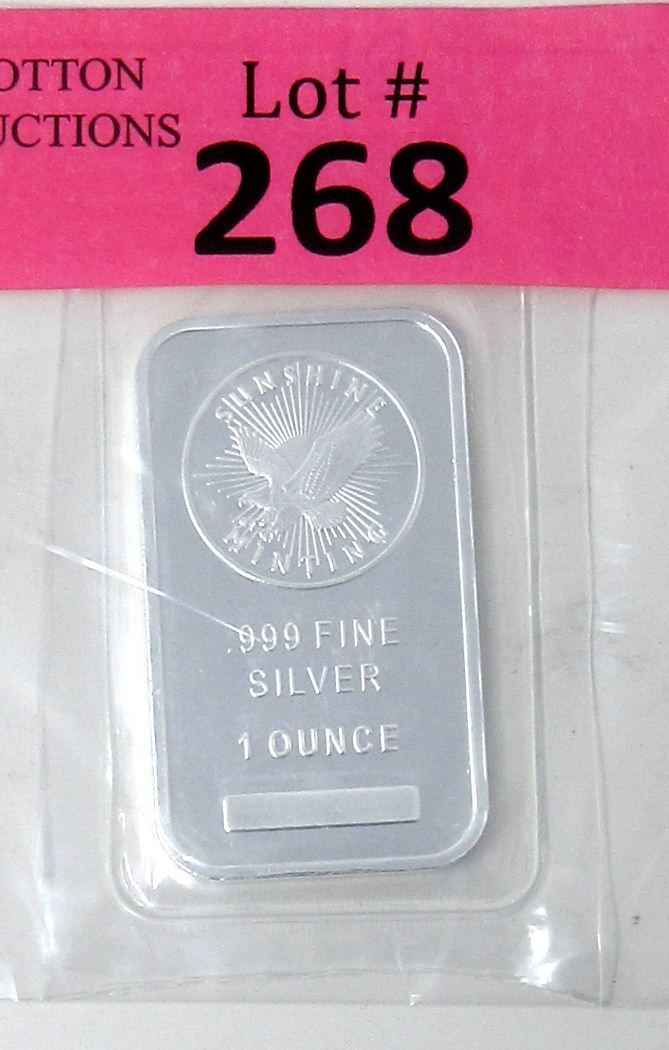 OTTON
UCTIONS
Lot #
268
SUNSHINE
MINTING
.999 FINE
SILVER
1 OUNCE